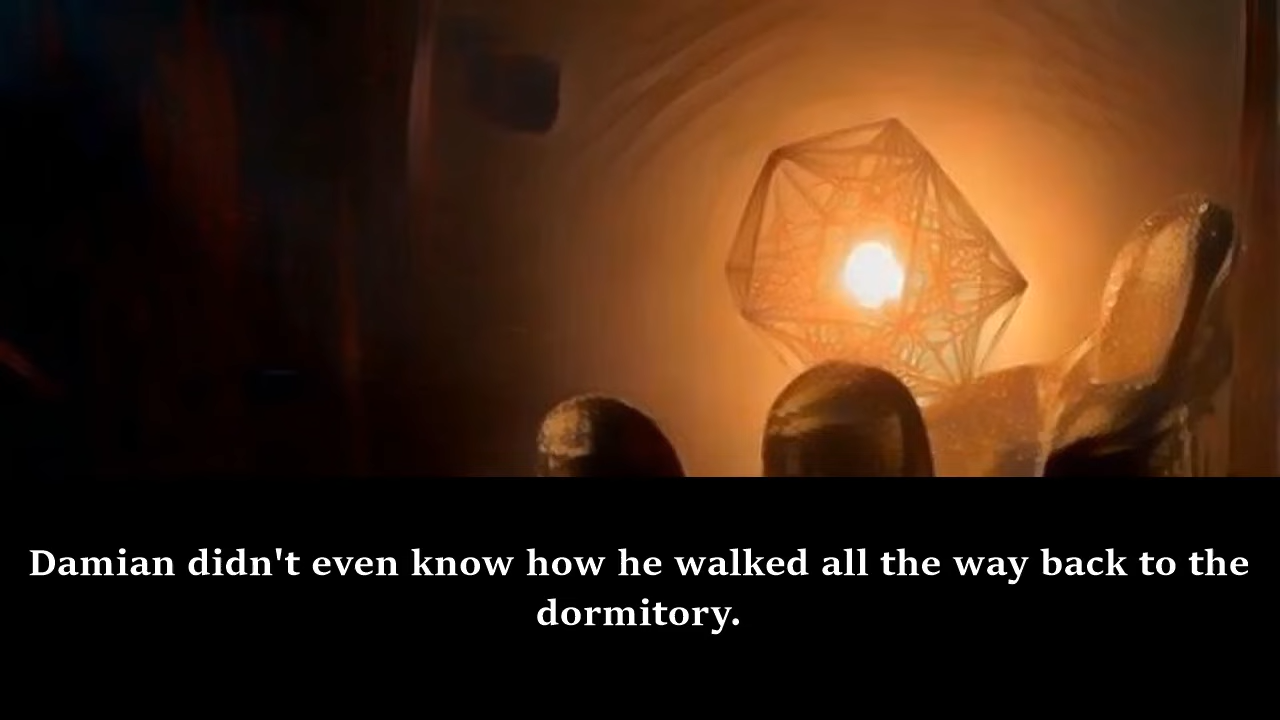 Damian didn't even know how he walked all the way back to the
dormitory.